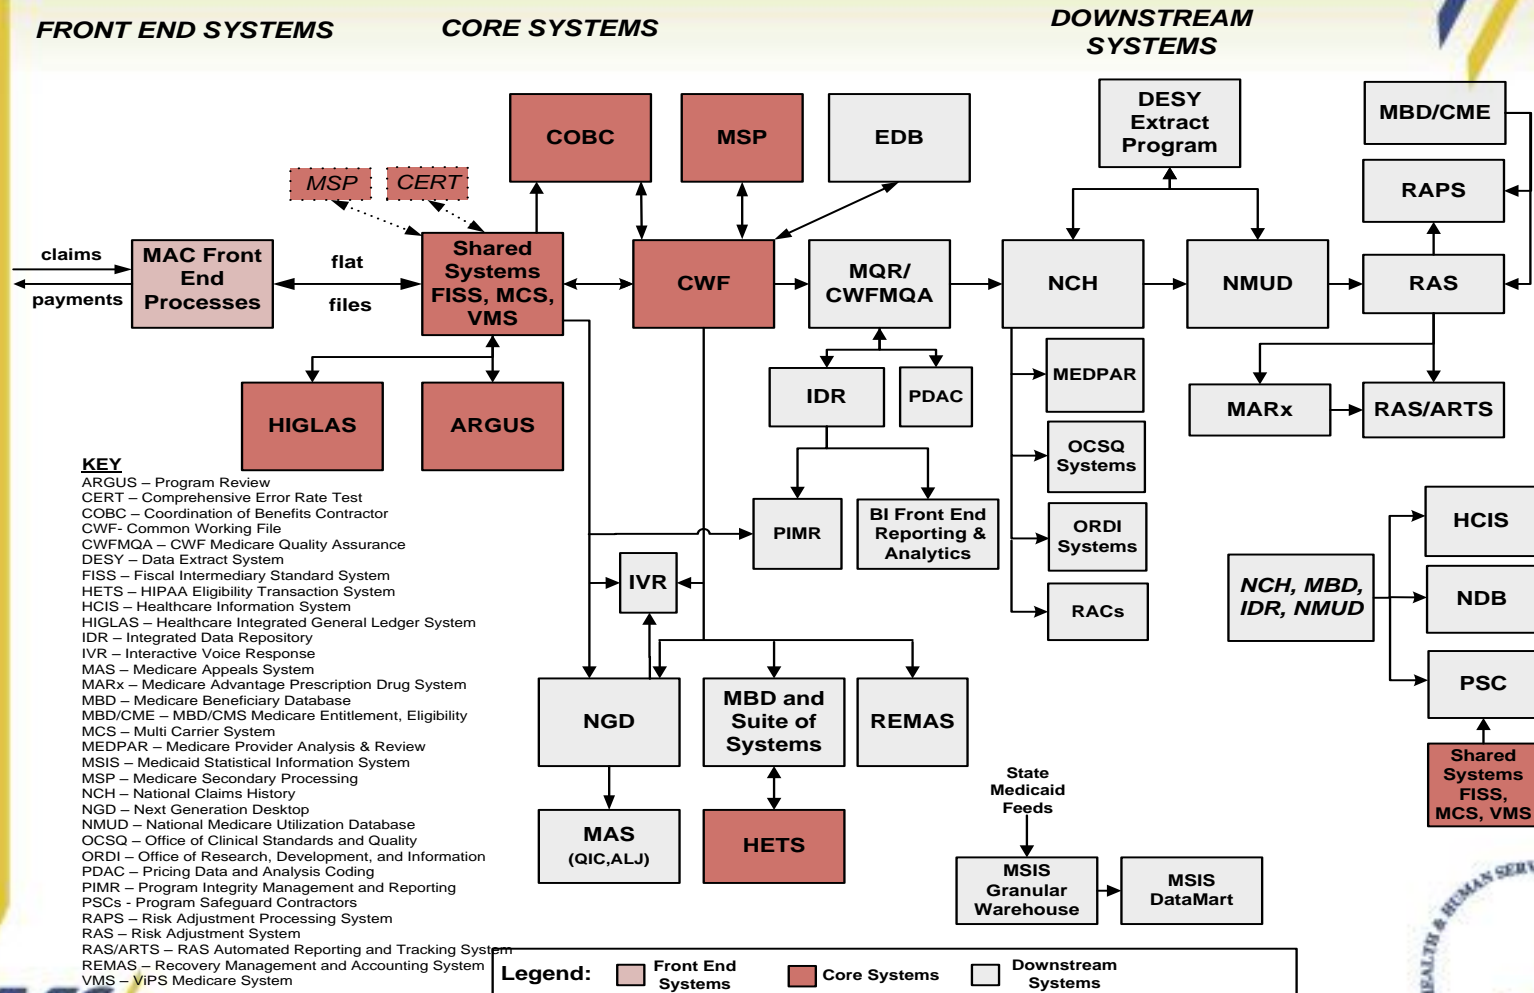 FRONT END SYSTEMS
CORE SYSTEMS
DOWNSTREAM
SYSTEMS
COBC
MSP
EDB
DESY
Extract
Program
MBD/CME
RAPS
MSP
CERT
claims
payments
MAC Front
End
Processes
flat
files
Shared
Systems
FISS, MCS,
VMS
CWF
MQR/
CWFMQA
NCH
NMUD
RAS
HIGLAS
ARGUS
IDR
PDAC
MEDPAR
MARx
RAS/ARTS
OCSQ
Systems
PIMR
BI Front End
Reporting &
Analytics
ORDI
Systems
IVR
RACs
NCH, MBD,
IDR, NMUD
HCIS
NDB
PSC
Shared
Systems
FISS,
MCS, VMS
NGD
MBD and
Suite of
Systems
REMAS
MAS
(QIC,ALJ)
HETS
State
Medicaid
Feeds
MSIS
Granular
Warehouse
MSIS
DataMart
KEY
ARGUS – Program Review
CERT – Comprehensive Error Rate Test
COBC – Coordination of Benefits Contractor
CWF- Common Working File
CWFMQA – CWF Medicare Quality Assurance
DESY – Data Extract System
FISS – Fiscal Intermediary Standard System
HETS – HIPAA Eligibility Transaction System
HCIS – Healthcare Information System
HIGLAS – Healthcare Integrated General Ledger System
IDR – Integrated Data Repository
IVR – Interactive Voice Response
MAS – Medicare Appeals System
MARx – Medicare Advantage Prescription Drug System
MBD – Medicare Beneficiary Database
MBD/CME – MBD/CMS Medicare Entitlement, Eligibility
MCS – Multi Carrier System
MEDPAR – Medicare Provider Analysis & Review
MSIS – Medicaid Statistical Information System
MSP – Medicare Secondary Processing
NCH – National Claims History
NGD – Next Generation Desktop
NMUD – National Medicare Utilization Database
OCSQ – Office of Clinical Standards and Quality
ORDI – Office of Research, Development, and Information
PDAC – Pricing Data and Analysis Coding
PIMR – Program Integrity Management and Reporting
PSCs - Program Safeguard Contractors
RAPS – Risk Adjustment Processing System
RAS – Risk Adjustment System
RAS/ARTS – RAS Automated Reporting and Tracking System
REMAS – Recovery Management and Accounting System
VMS – ViPS Medicare System
Legend:
Front End
Systems
Core Systems
Downstream
Systems
HEALTH & HUMAN SERV